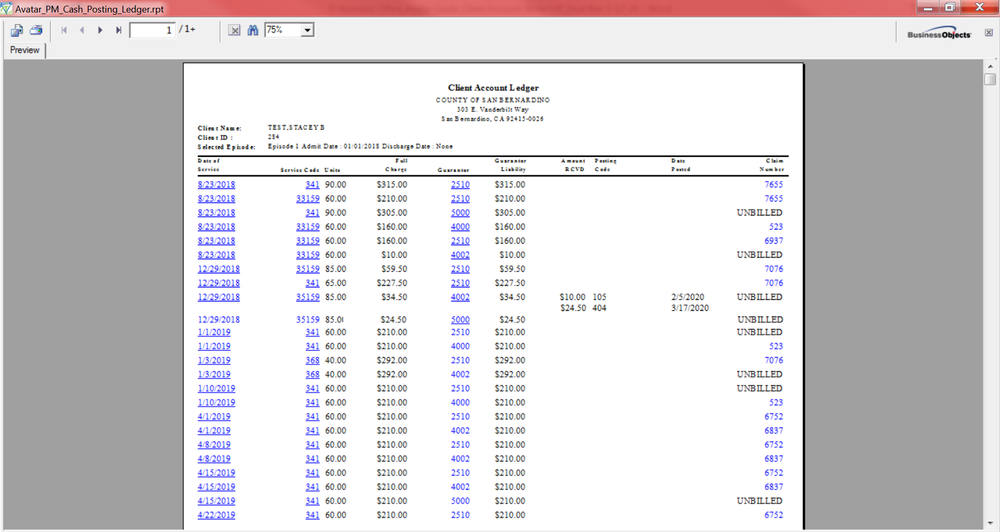 Avatar_PM_Cash_Posting_Ledger.rpt
1 /1+ 75% BusinessObjects
Preview
Client Account Ledger
COUNTY OF SAN BERNARDINO
303 E. Vanderbilt Way
San Bernardino, CA 92415-0026
Client Name: TEST,STACEY B
Client ID : 284
Selected Episode: Episode 1 Admit Date : 01/01/2018 Discharge Date : None
Date of Full Guarantor Amount Posting Date Claim
Service Service Code Units Charge Guarantor Liability RCVD Code Posted Number
8/23/2018 341 90.00 $315.00 2510 $315.00 7655
8/23/2018 33159 60.00 $210.00 2510 $210.00 7655
8/23/2018 341 90.00 $305.00 5000 $305.00 UNBILLED
8/23/2018 33159 60.00 $160.00 4000 $160.00 523
8/23/2018 33159 60.00 $160.00 2510 $160.00 6937
8/23/2018 33159 60.00 $10.00 4002 $10.00 UNBILLED
12/29/2018 35159 85.00 $59.50 2510 $59.50 7076
12/29/2018 341 65.00 $227.50 2510 $227.50 7076
12/29/2018 35159 85.00 $34.50 4002 $34.50 $10.00 105 2/5/2020 UNBILLED
$24.50 404 3/17/2020
12/29/2018 35159 85.00 $24.50 5000 $24.50 UNBILLED
1/1/2019 341 60.00 $210.00 2510 $210.00 UNBILLED
1/1/2019 341 60.00 $210.00 4000 $210.00 523
1/3/2019 368 40.00 $292.00 2510 $292.00 7076
1/3/2019 368 40.00 $292.00 4002 $292.00 UNBILLED
1/10/2019 341 60.00 $210.00 2510 $210.00 UNBILLED
1/10/2019 341 60.00 $210.00 4000 $210.00 523
4/1/2019 341 60.00 $210.00 2510 $210.00 6752
4/1/2019 341 60.00 $210.00 4002 $210.00 6837
4/8/2019 341 60.00 $210.00 2510 $210.00 6752
4/8/2019 341 60.00 $210.00 4002 $210.00 6837
4/15/2019 341 60.00 $210.00 2510 $210.00 6752
4/15/2019 341 60.00 $210.00 4002 $210.00 6837
4/15/2019 341 60.00 $210.00 5000 $210.00 UNBILLED
4/22/2019 341 60.00 $210.00 2510 $210.00 6752